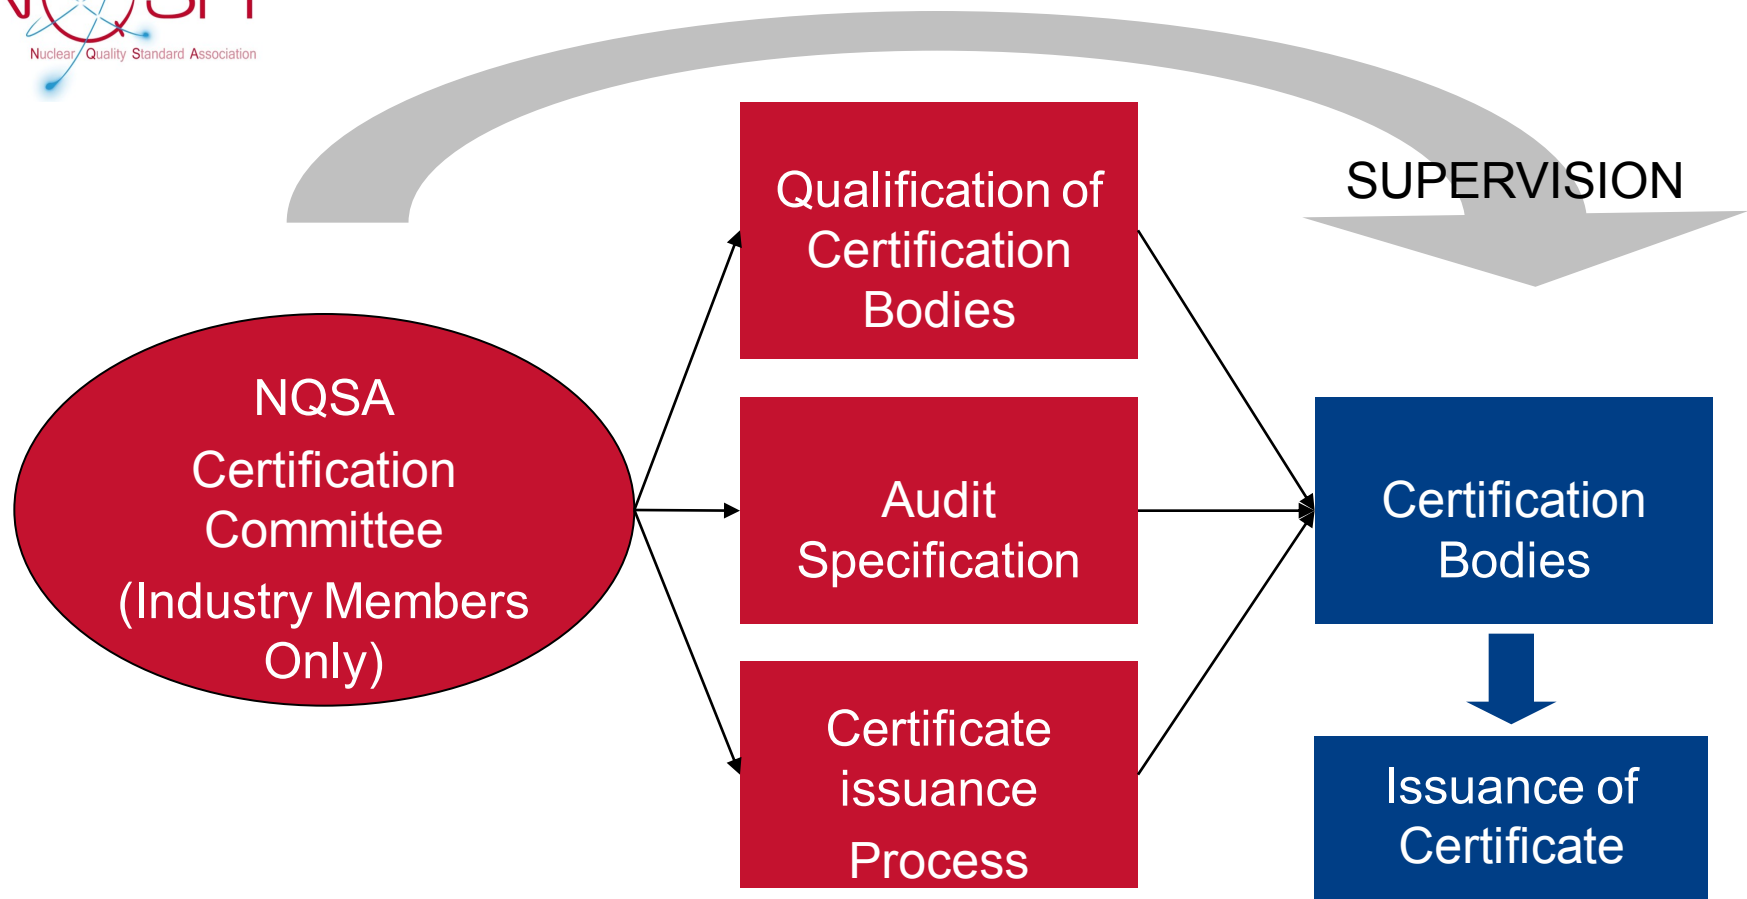 Nuclear Quality Standard Association
SUPERVISION
Qualification of
Certification
Bodies
NQSA
Certification
Committee
(Industry Members
Only)
Audit
Specification
Certification
Bodies
Certificate
issuance
Process
Issuance of
Certificate